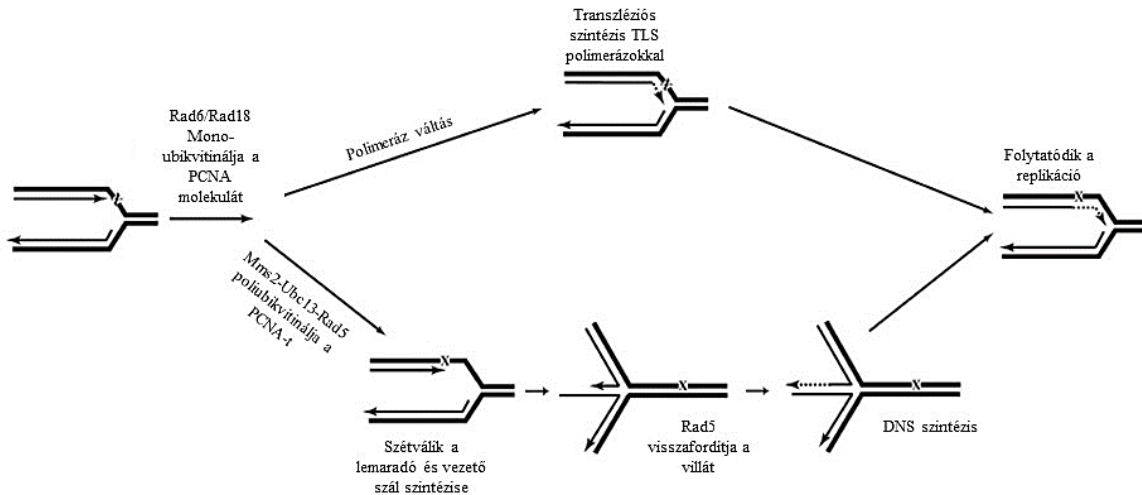 Transzléziós
szintézis TLS
polimerázokkal
Rad6/Rad18
Mono-
ubikvitinálja a
PCNA
molekulát
Polimeráz váltás
Folytatódik a
replikáció
x
x
x
Mms2-Ubc13-Rad5
poliubikvitinálja a
PCNA-t
x
x
x
Szétválik a
lemaradó és vezető
szál szintézise
Rad5
visszafordítja a
villát
DNS szintézis